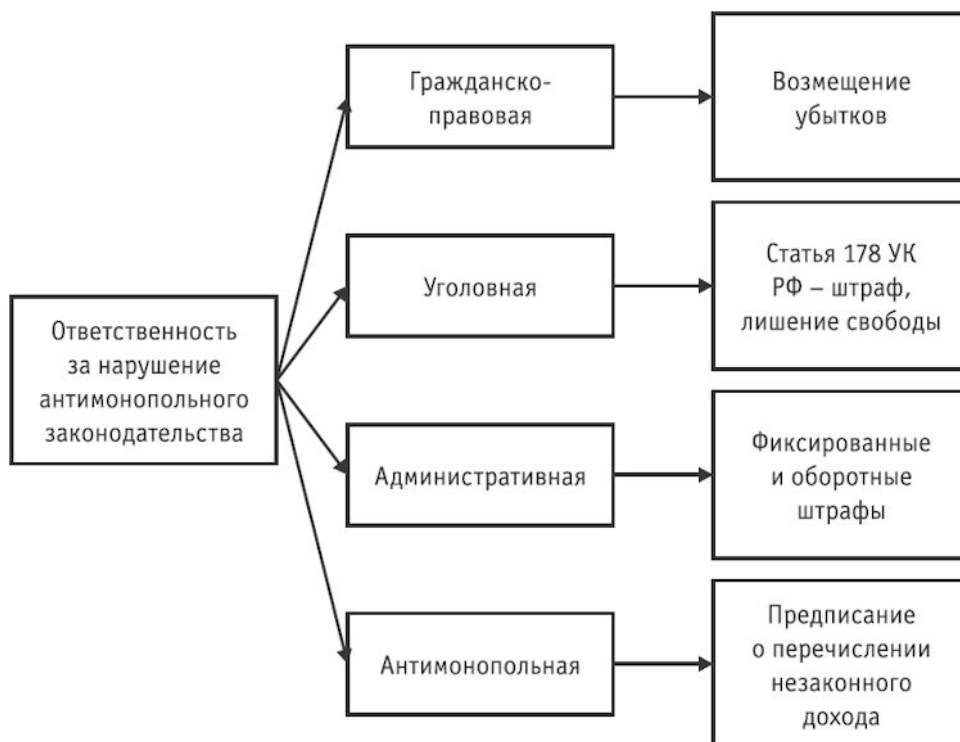 Ответственность
за нарушение
антимонопольного
законодательства
Гражданско-
правовая
Возмещение
убытков
Уголовная
Статья 178 УК
РФ – штраф,
лишение свободы
Административная
Фиксированные
и оборотные
штрафы
Антимонопольная
Предписание
о перечислении
незаконного
дохода